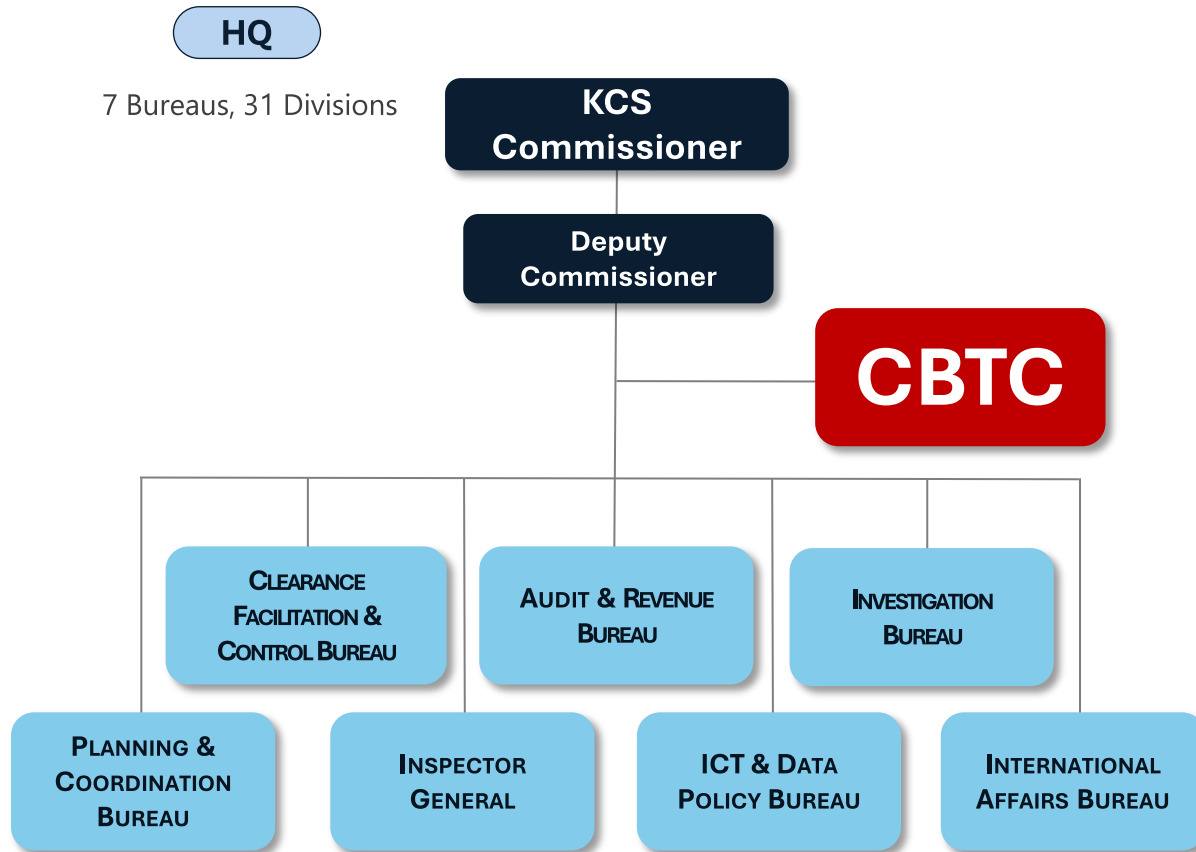 HQ
7 Bureaus, 31 Divisions
KCS
Commissioner
Deputy
Commissioner
CBTC
CLEARANCE
FACILITATION &
CONTROL BUREAU
AUDIT & REVENUE
BUREAU
INVESTIGATION
BUREAU
PLANNING &
COORDINATION
BUREAU
INSPECTOR
GENERAL
ICT & DATA
POLICY BUREAU
INTERNATIONAL
AFFAIRS BUREAU